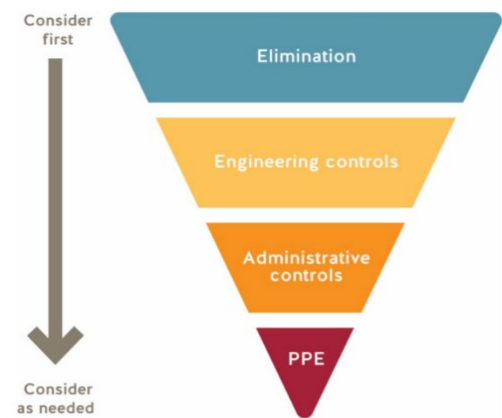 Consider
first
Elimination
Engineering controls
Administrative
controls
PPE
Consider
as needed